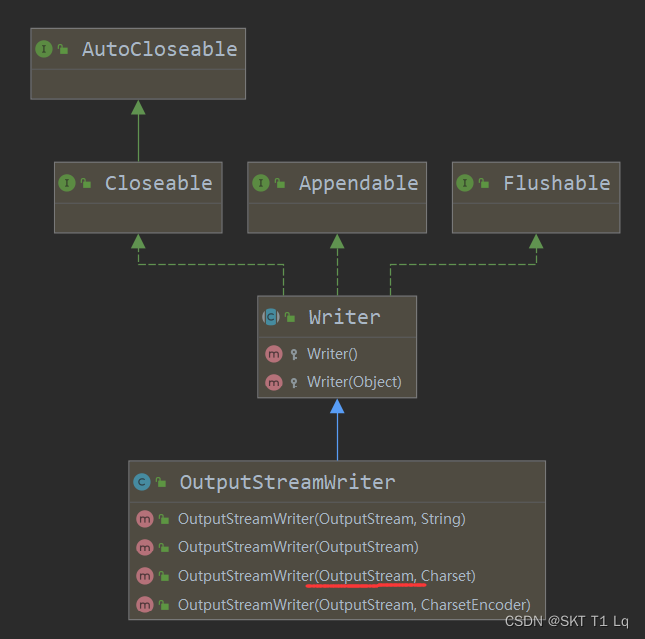 AutoCloseable
Closeable
Appendable
Flushable
Writer
Writer()
Writer(Object)
OutputStreamWriter
OutputStreamWriter(OutputStream, String)
OutputStreamWriter(OutputStream)
OutputStreamWriter(OutputStream, Charset)
OutputStreamWriter(OutputStream, CharsetEncoder)
CSDN @SKT T1 Lq